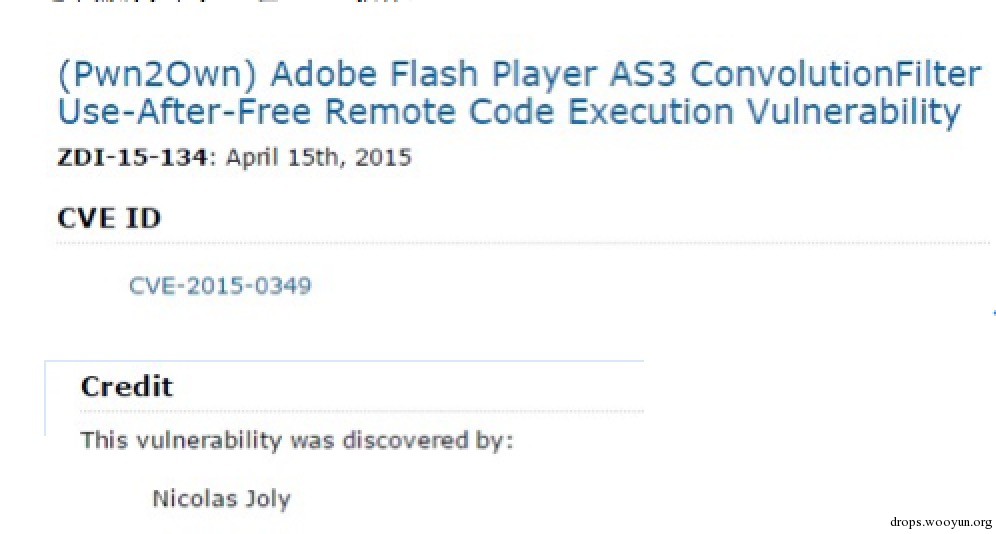 (Pwn2Own) Adobe Flash Player AS3 ConvolutionFilter
Use-After-Free Remote Code Execution Vulnerability
ZDI-15-134: April 15th, 2015
CVE ID
CVE-2015-0349
Credit
This vulnerability was discovered by:
Nicolas Joly
drops.wooyun.org